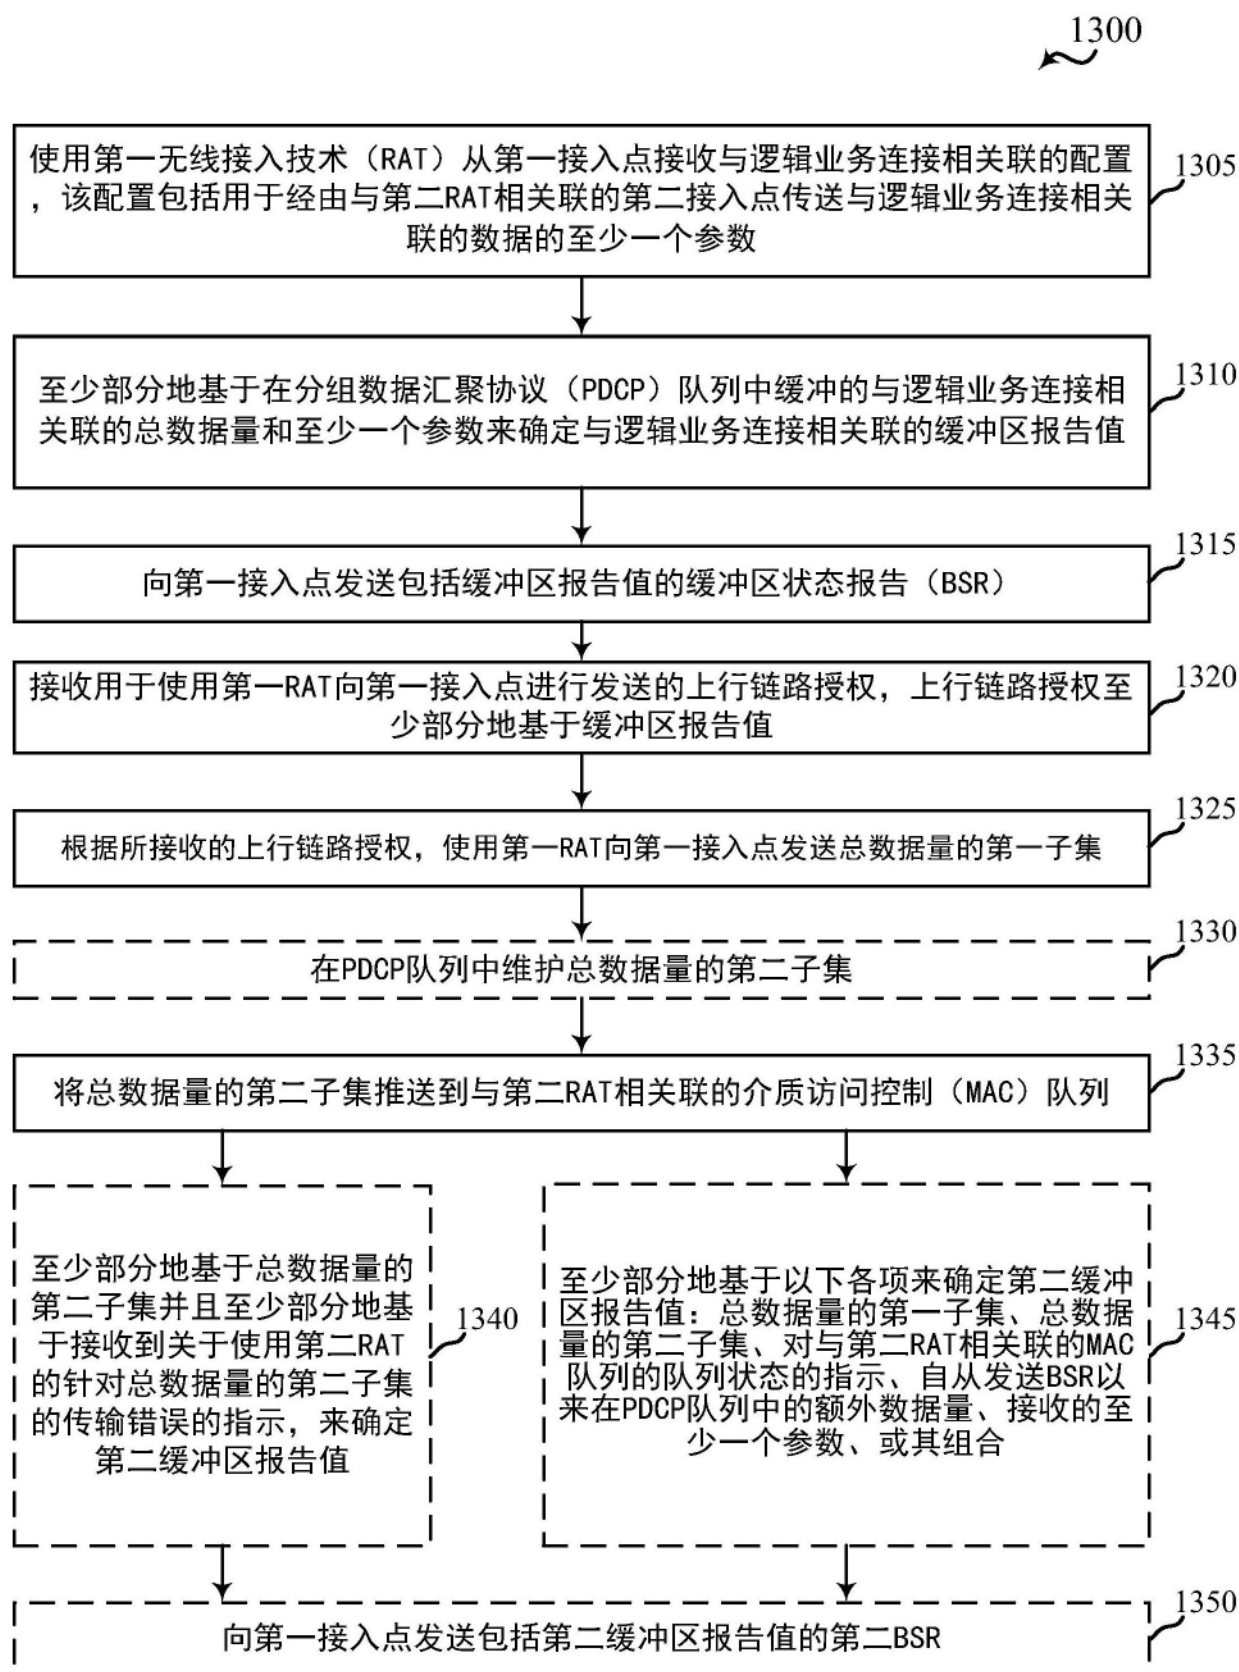 1300
使用第一无线接入技术（RAT）从第一接入点接收与逻辑业务连接相关联的配置
，该配置包括用于经由与第二RAT相关联的第二接入点传送与逻辑业务连接相关
联的数据的至少一个参数
1305
至少部分地基于在分组数据汇聚协议（PDCP）队列中缓冲的与逻辑业务连接相
关联的总数据量和至少一个参数来确定与逻辑业务连接相关联的缓冲区报告值
1310
向第一接入点发送包括缓冲区报告值的缓冲区状态报告（BSR）
1315
接收用于使用第一RAT向第一接入点进行发送的上行链路授权，上行链路授权至
少部分地基于缓冲区报告值
1320
根据所接收的上行链路授权，使用第一RAT向第一接入点发送总数据量的第一子集
1325
在PDCP队列中维护总数据量的第二子集
1330
将总数据量的第二子集推送到与第二RAT相关联的介质访问控制（MAC）队列
1335
至少部分地基于总数据量的
第二子集并且至少部分地基
于接收到关于使用第二RAT
的针对总数据量的第二子集
的传输错误的指示，来确定
第二缓冲区报告值
1340
至少部分地基于以下各项来确定第二缓冲
区报告值：总数据量的第一子集、总数据
量的第二子集、对与第二RAT相关联的MAC
队列的队列状态的指示、自从发送BSR以
来在PDCP队列中的额外数据量、接收的至
少一个参数、或其组合
1345
向第一接入点发送包括第二缓冲区报告值的第二BSR
1350